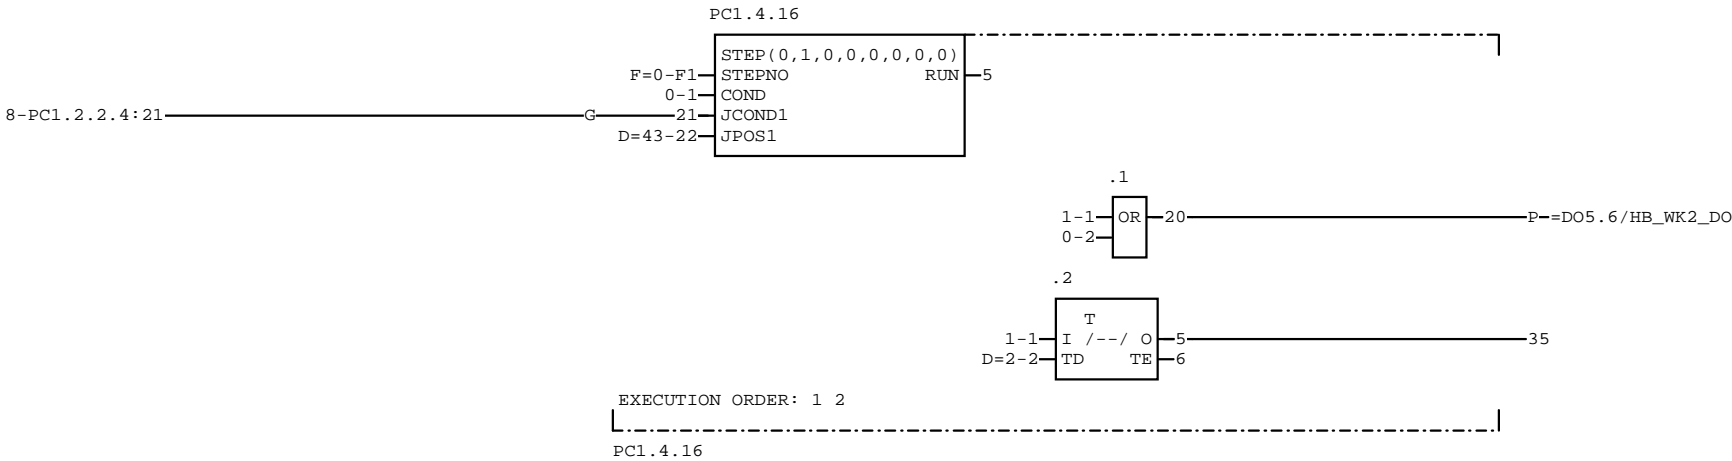 PC1.4.16
STEP(0,1,0,0,0,0,0,0)
F=0-F1 STEPNO RUN 5
0-1 COND
8-PC1.2.2.4:21 G 21 JCOND1
D=43-22 JPOS1
.1
1-1 OR 20 P =DO5.6/HB_WK2_DO
0-2
.2
T
1-1 I /--/ O 5 35
D=2-2 TD TE 6
EXECUTION ORDER: 1 2
PC1.4.16